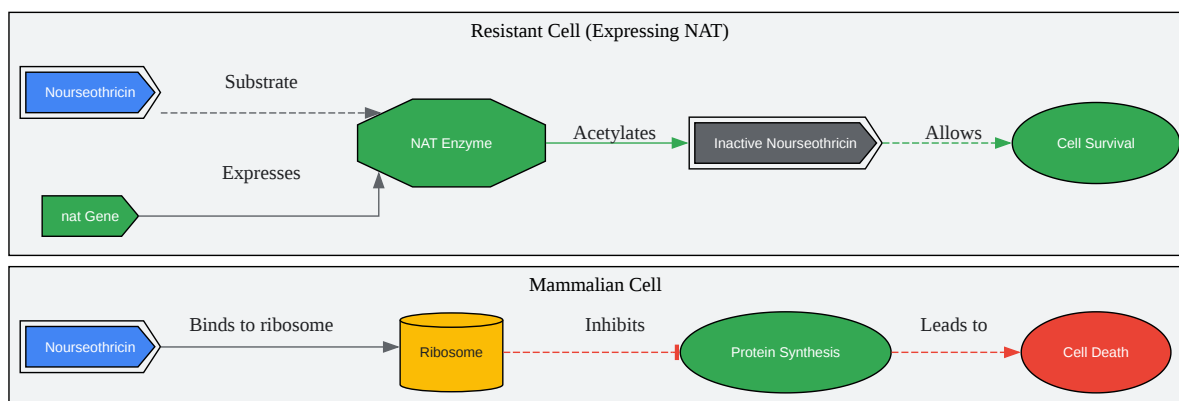 Resistant Cell (Expressing NAT)
Nourseothricin
Substrate
NAT Enzyme
Acetylates
Inactive Nourseothricin
Allows
Cell Survival
Expresses
nat Gene
Mammalian Cell
Nourseothricin
Binds to ribosome
Ribosome
Inhibits
Protein Synthesis
Leads to
Cell Death